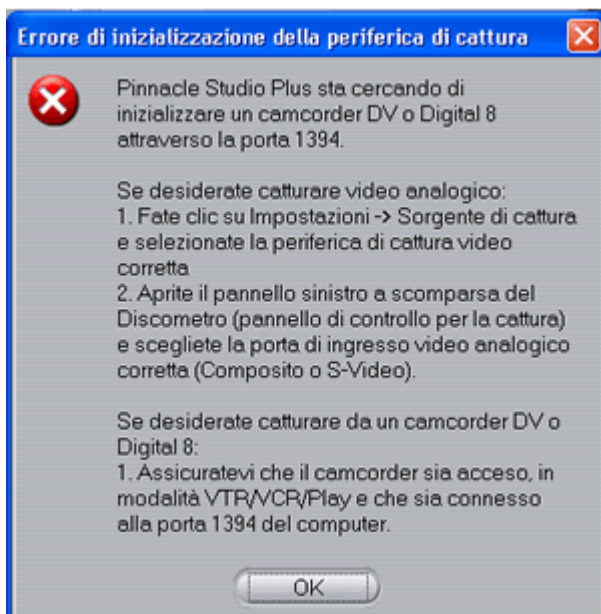 Errore di inizializzazione della periferica di cattura
Pinnacle Studio Plus sta cercando di
inizializzare un camcorder DV o Digital 8
attraverso la porta 1394.
Se desiderate catturare video analogico:
1. Fate clic su Impostazioni -> Sorgente di cattura
e selezionate la periferica di cattura video
corretta
2. Aprite il pannello sinistro a scomparsa del
Discometro (pannello di controllo per la cattura)
e scegliete la porta di ingresso video analogico
corretta (Composito o S-Video).
Se desiderate catturare da un camcorder DV o
Digital 8:
1. Assicuratevi che il camcorder sia acceso, in
modalità VTR/VCR/Play e che sia connesso
alla porta 1394 del computer.
OK